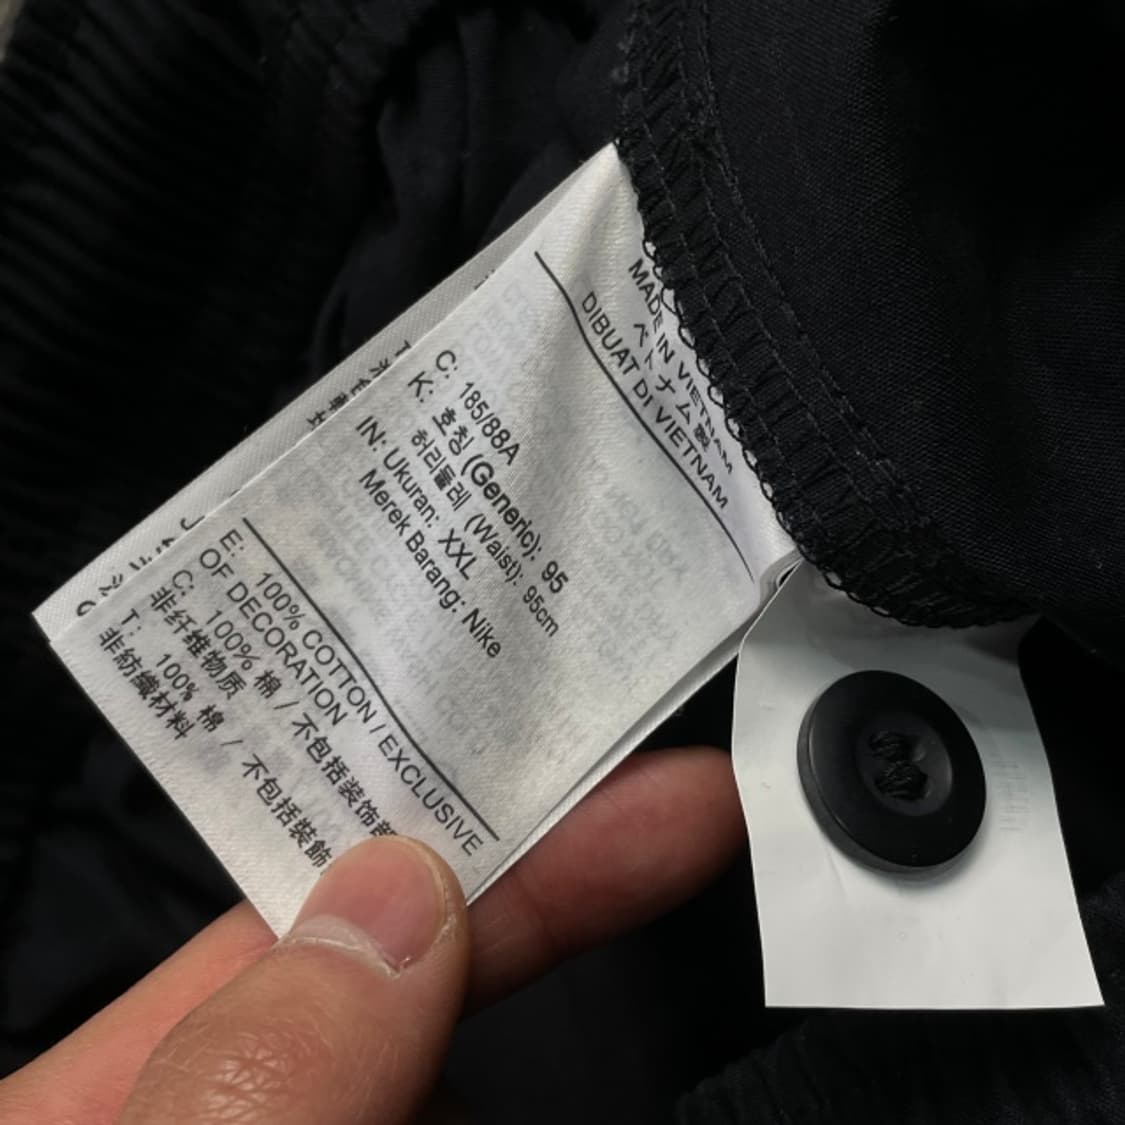 MADE IN VIETNAM
ベトナム製
DIBUAT DI VIETNAM
C: 185/88A
K: 호칭 (Generic): 95
허리둘레 (Waist): 95cm
IN: Ukuran: XXL
Merek Barang: Nike
E: 100% COTTON / EXCLUSIVE
OF DECORATION
C: 100% 棉 / 不包括装饰部
非纤维物质
T: 100% 棉 / 不包括裝飾
非紡織材料